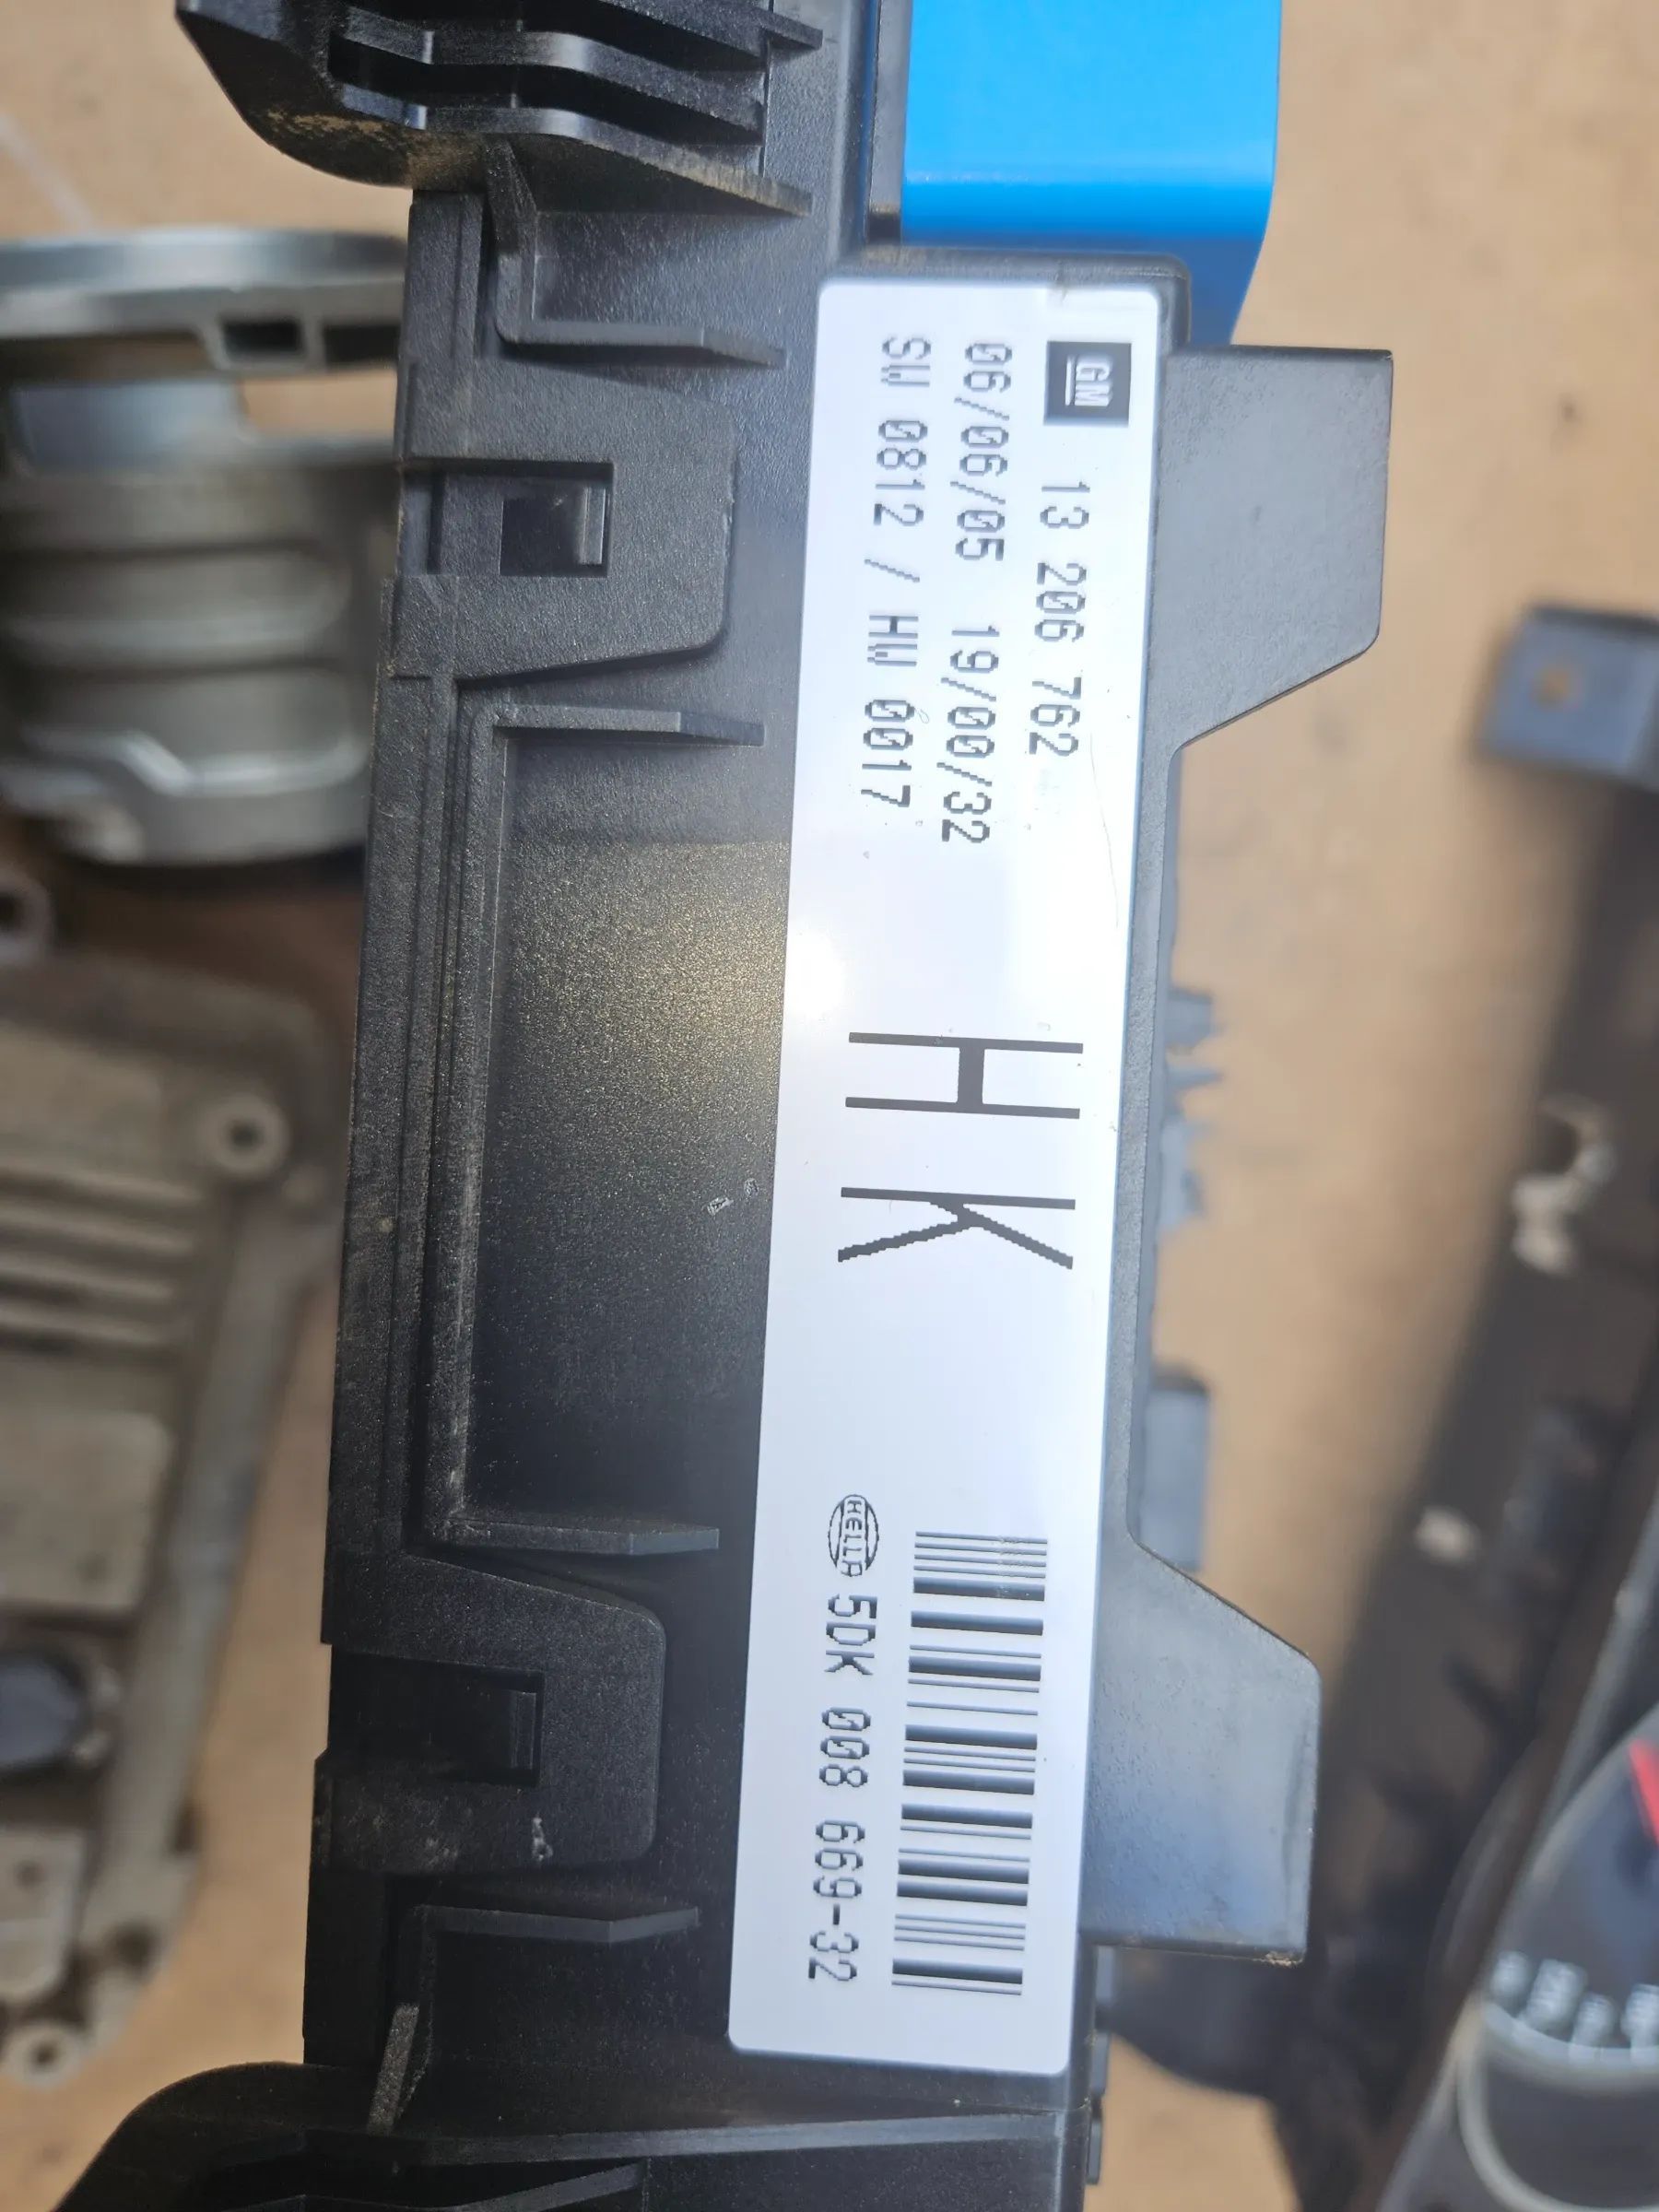 GM 13 206 762
06/06/05 19/00/32
SW 0812 / HW 0017
HK
HELLA 5DK 008 669-32